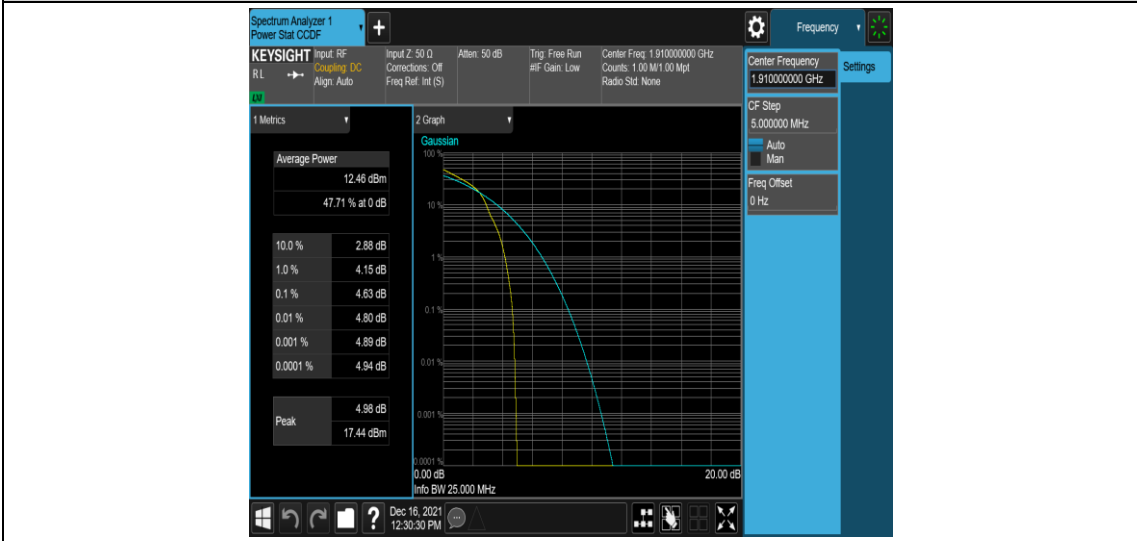 Spectrum Analyzer 1
Power Stat CCDF
Frequency
KEYSIGHT
Input: RF
Input Z: 50 Ω
Atten: 50 dB
Trig: Free Run
Center Freq: 1.910000000 GHz
RL
Coupling: DC
Corrections: Off
#IF Gain: Low
Counts: 1.00 M/1.00 Mpt
Align: Auto
Freq Ref: Int (S)
Radio Std: None
LXI
Center Frequency
1.910000000 GHz
Settings
CF Step
5.000000 MHz
Auto
Man
Freq Offset
0 Hz
1 Metrics
Average Power
12.46 dBm
47.71 % at 0 dB
10.0 % 2.88 dB
1.0 % 4.15 dB
0.1 % 4.63 dB
0.01 % 4.80 dB
0.001 % 4.89 dB
0.0001 % 4.94 dB
Peak
4.98 dB
17.44 dBm
2 Graph
Gaussian
100 %
10 %
1 %
0.1 %
0.01 %
0.001 %
0.0001 %
0.00 dB
20.00 dB
Info BW 25.000 MHz
?
Dec 16, 2021
12:30:30 PM